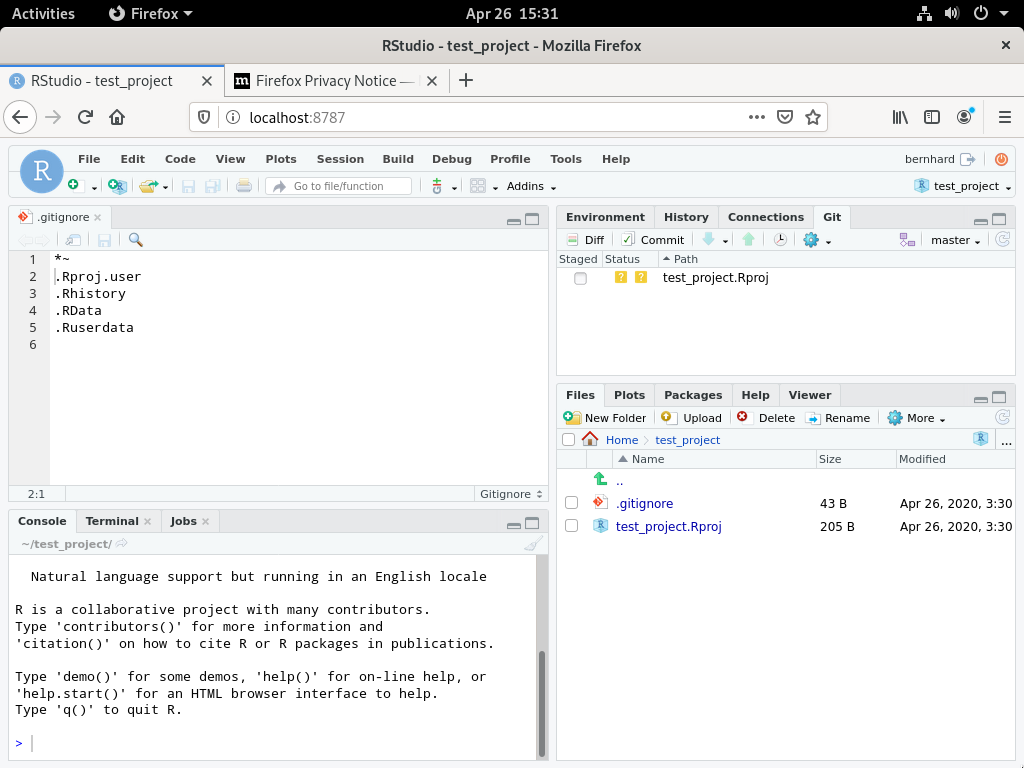 Activities Firefox Apr 26 15:31
RStudio - test_project - Mozilla Firefox
RStudio - test_project Firefox Privacy Notice —
localhost:8787
File Edit Code View Plots Session Build Debug Profile Tools Help bernhard
R Go to file/function Addins test_project
.gitignore
1 *~
2 .Rproj.user
3 .Rhistory
4 .RData
5 .Ruserdata
6
2:1 Gitignore
Console Terminal Jobs
~/test_project/
Natural language support but running in an English locale
R is a collaborative project with many contributors.
Type 'contributors()' for more information and
'citation()' on how to cite R or R packages in publications.
Type 'demo()' for some demos, 'help()' for on-line help, or
'help.start()' for an HTML browser interface to help.
Type 'q()' to quit R.
>
Environment History Connections Git
Diff Commit master
Staged Status Path
? ? test_project.Rproj
Files Plots Packages Help Viewer
New Folder Upload Delete Rename More
Home test_project ...
Name Size Modified
..
.gitignore 43 B Apr 26, 2020, 3:30
test_project.Rproj 205 B Apr 26, 2020, 3:30